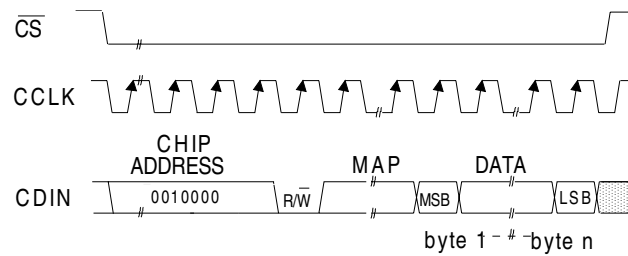 CS
CCLK
CHIP
ADDRESS
MAP
DATA
CDIN
0010000
R/W
MSB
LSB
byte 1 - - byte n